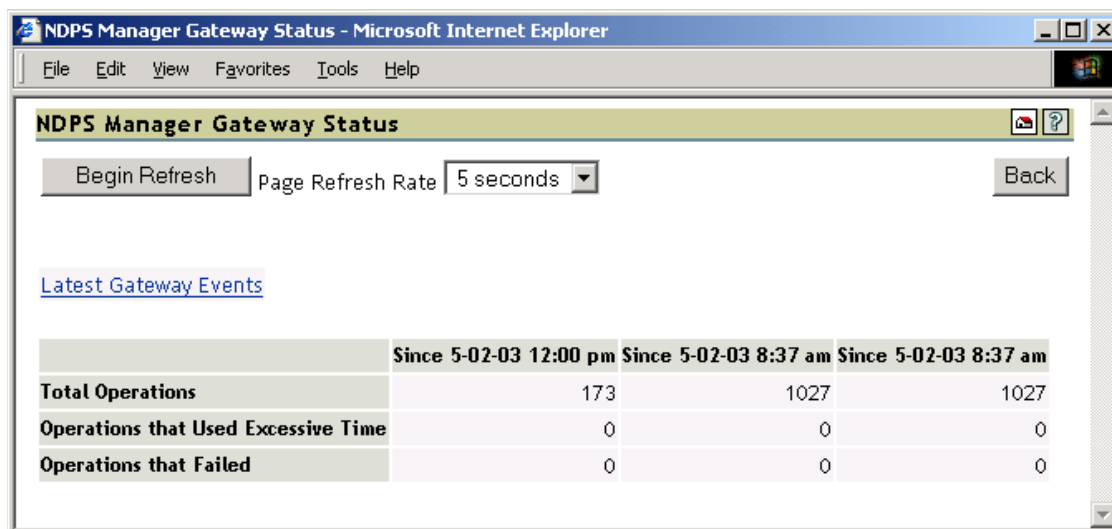 NDPS Manager Gateway Status - Microsoft Internet Explorer
File Edit View Favorites Tools Help
NDPS Manager Gateway Status ?
Begin Refresh Page Refresh Rate 5 seconds Back
Latest Gateway Events
Since 5-02-03 12:00 pm Since 5-02-03 8:37 am Since 5-02-03 8:37 am
Total Operations 173 1027 1027
Operations that Used Excessive Time 0 0 0
Operations that Failed 0 0 0